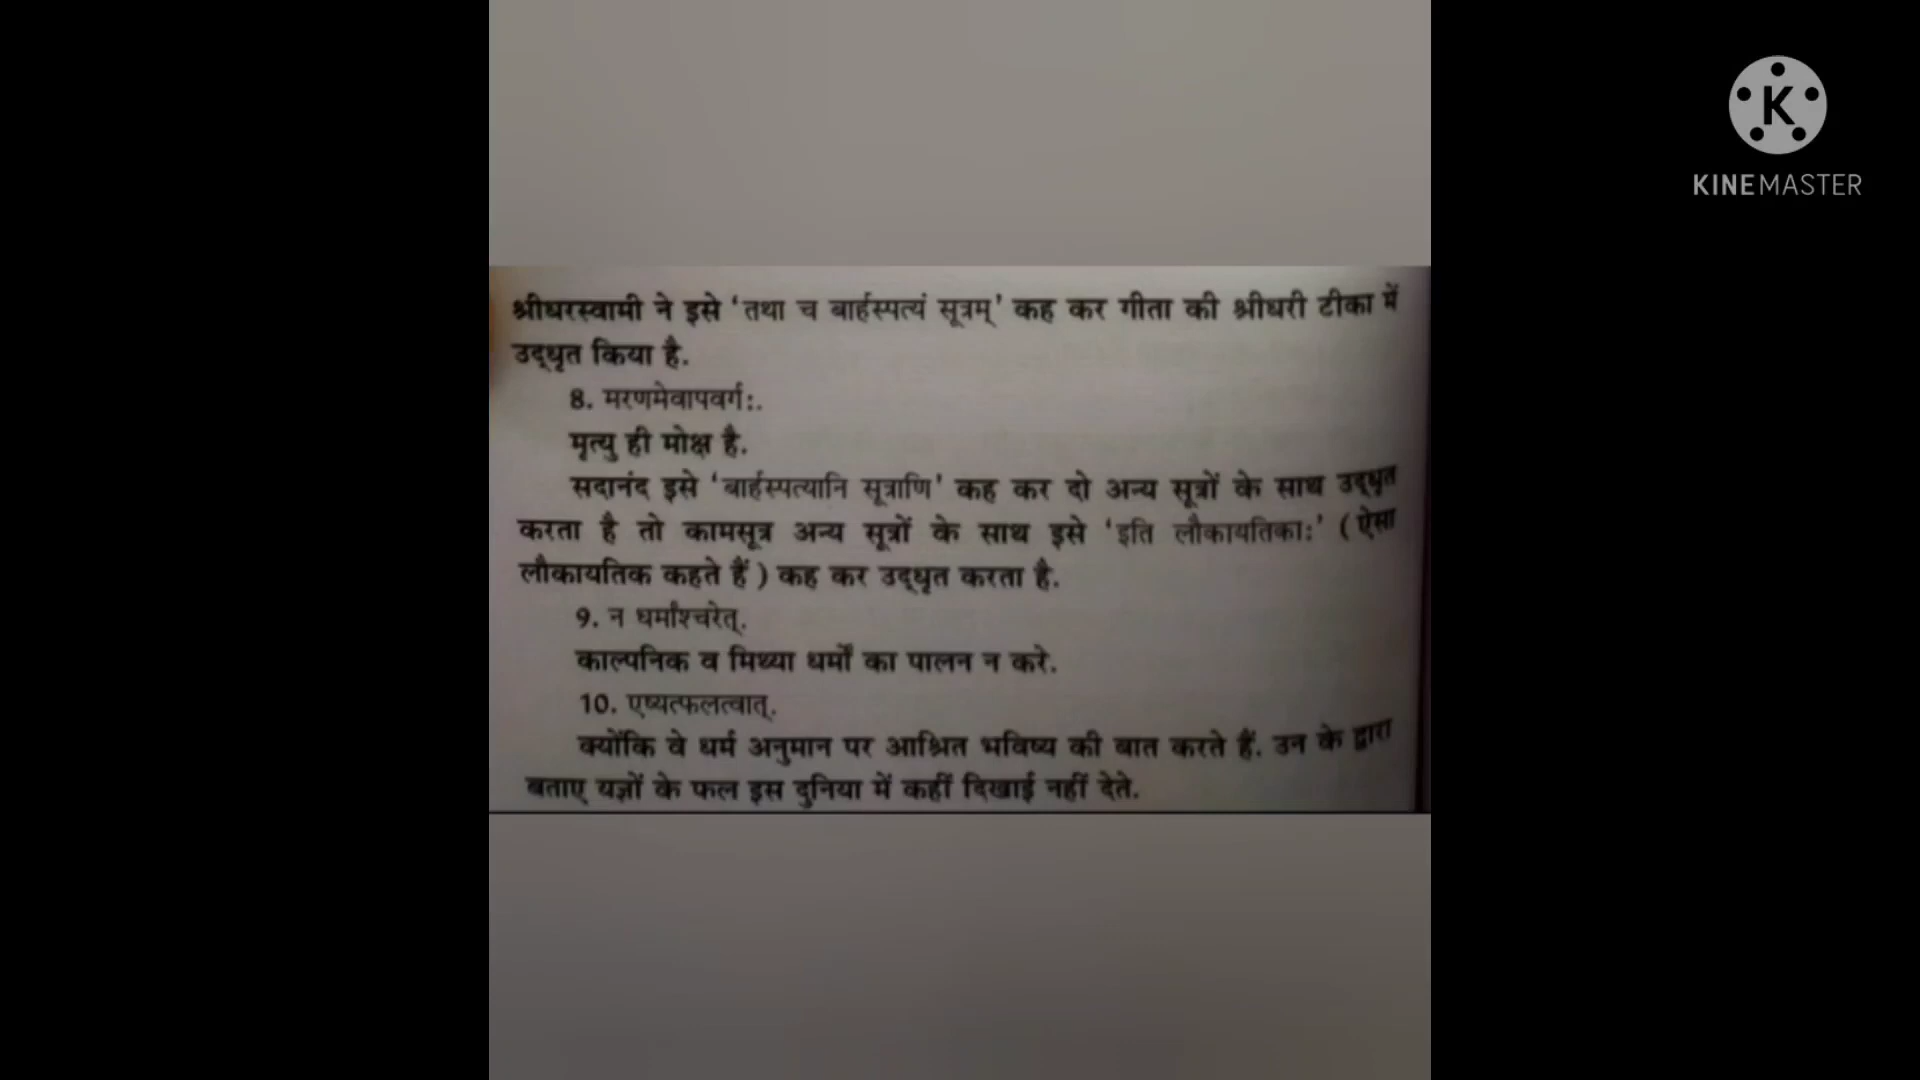 श्रीधरस्वामी ने इसे ‘तथा च बार्हस्पत्यं सूत्रम्’ कह कर गीता की श्रीधरी टीका में
उद्धृत किया है.
8. मरणमेवापवर्ग:.
मृत्यु ही मोक्ष है.
सदानंद इसे ‘बार्हस्पत्यानि सूत्राणि’ कह कर दो अन्य सूत्रों के साथ उद्धृत
करता है तो कामसूत्र अन्य सूत्रों के साथ इसे ‘इति लौकायतिका:’ (ऐसा
लौकायतिक कहते हैं) कह कर उद्धृत करता है.
9. न धर्मांश्चरेत्.
काल्पनिक व मिथ्या धर्मों का पालन न करे.
10. एष्यत्फलत्वात्.
क्योंकि वे धर्म अनुमान पर आश्रित भविष्य की बात करते हैं. उन के द्वारा
बताए यज्ञों के फल इस दुनिया में कहीं दिखाई नहीं देते.
K
KINEMASTER